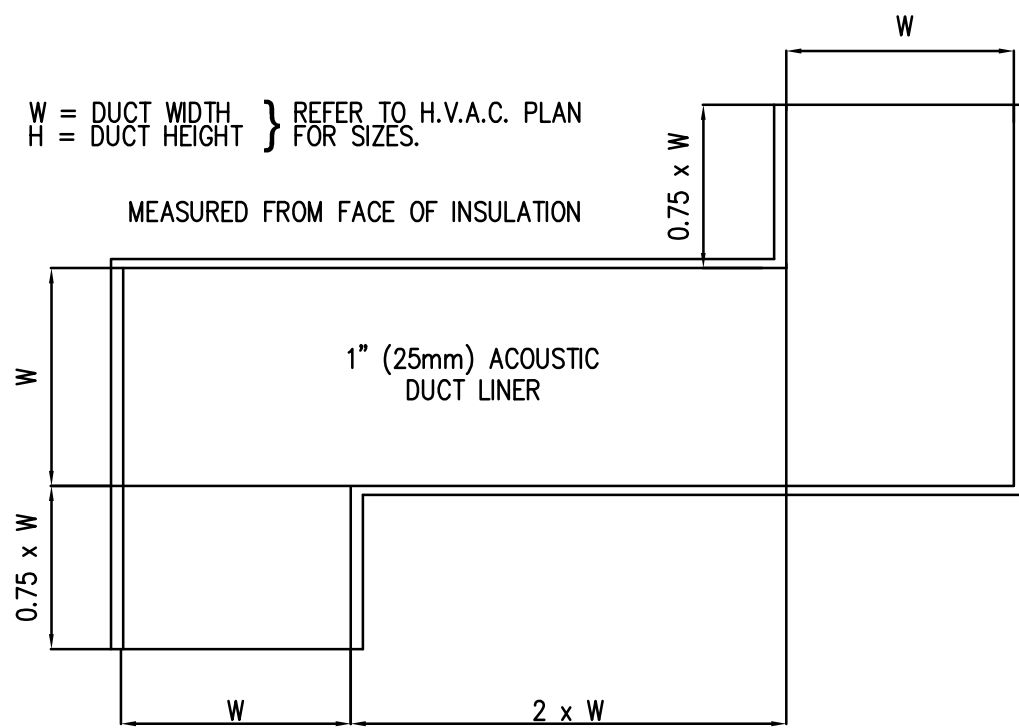 W
W = DUCT WIDTH } REFER TO H.V.A.C. PLAN
H = DUCT HEIGHT } FOR SIZES.
0.75 x W
MEASURED FROM FACE OF INSULATION
1” (25mm) ACOUSTIC
DUCT LINER
W
0.75 x W
W
2 x W